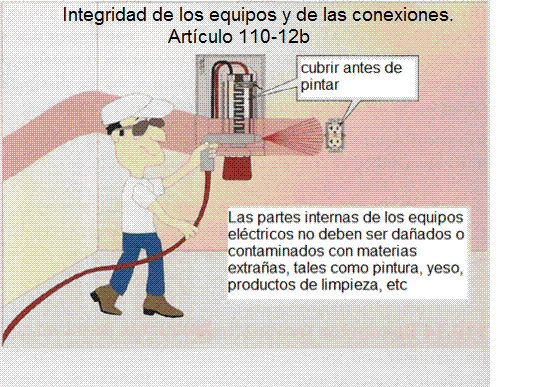 Integridad de los equipos y de las conexiones.
Artículo 110-12b
cubrir antes de
pintar
Las partes internas de los equipos
eléctricos no deben ser dañados o
contaminados con materias
extrañas, tales como pintura, yeso,
productos de limpieza, etc